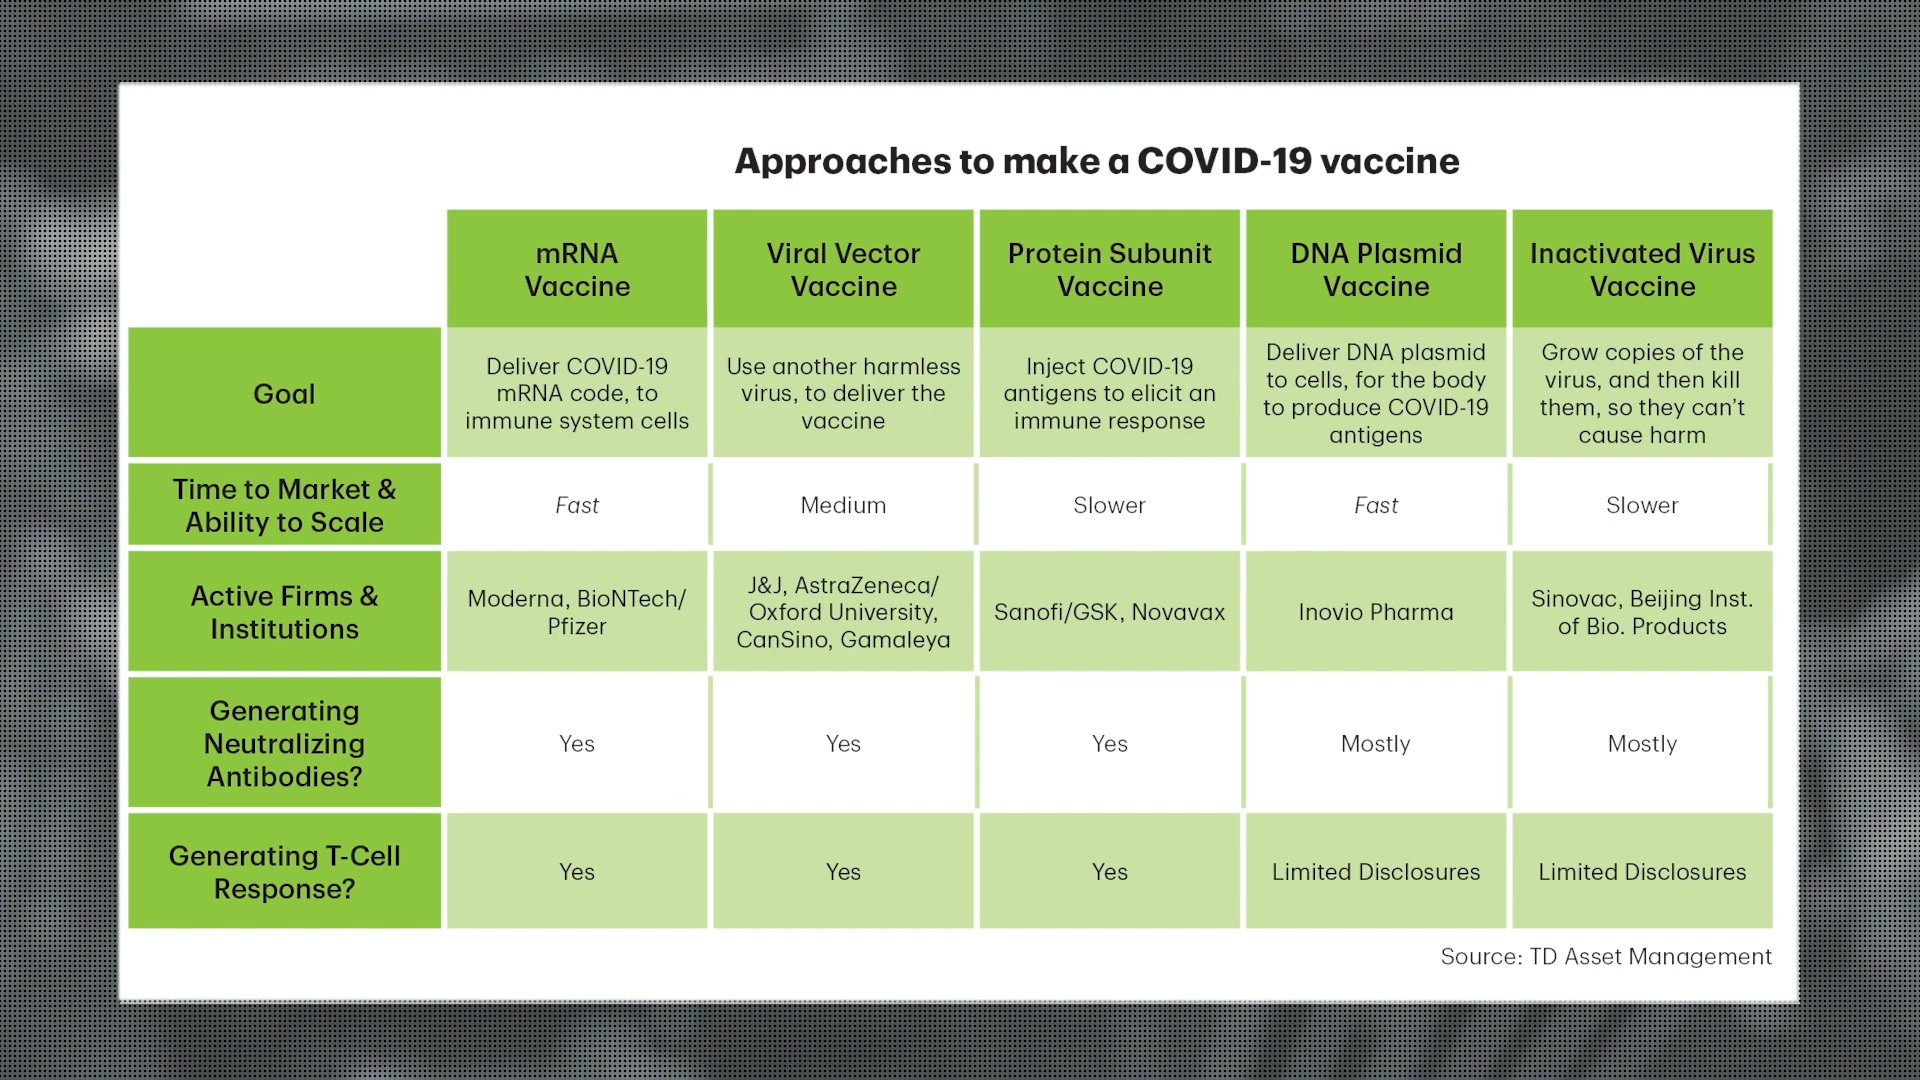 Approaches to make a COVID-19 vaccine
mRNA
Vaccine
Viral Vector
Vaccine
Protein Subunit
Vaccine
DNA Plasmid
Vaccine
Inactivated Virus
Vaccine
Goal
Deliver COVID-19
mRNA code, to
immune system cells
Use another harmless
virus, to deliver the
vaccine
Inject COVID-19
antigens to elicit an
immune response
Deliver DNA plasmid
to cells, for the body
to produce COVID-19
antigens
Grow copies of the
virus, and then kill
them, so they can't
cause harm
Time to Market &
Ability to Scale
Fast
Medium
Slower
Fast
Slower
Active Firms &
Institutions
Moderna, BioNTech/
Pfizer
J&J, AstraZeneca/
Oxford University,
CanSino, Gamaleya
Sanofi/GSK, Novavax
Inovio Pharma
Sinovac, Beijing Inst.
of Bio. Products
Generating
Neutralizing
Antibodies?
Yes
Yes
Yes
Mostly
Mostly
Generating T-Cell
Response?
Yes
Yes
Yes
Limited Disclosures
Limited Disclosures
Source: TD Asset Management